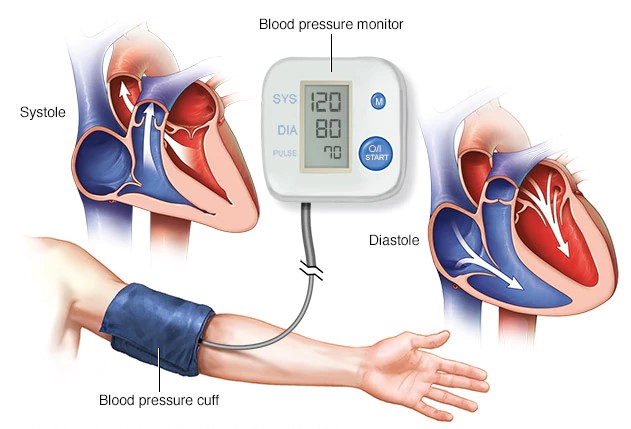 Blood pressure monitor
Systole
SYS 120
M
DIA 80
PULSE 70
O/I
START
Diastole
Blood pressure cuff